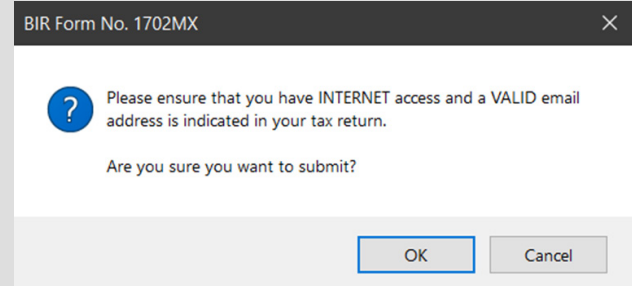 BIR Form No. 1702MX
Please ensure that you have INTERNET access and a VALID email
address is indicated in your tax return.
Are you sure you want to submit?
OK
Cancel